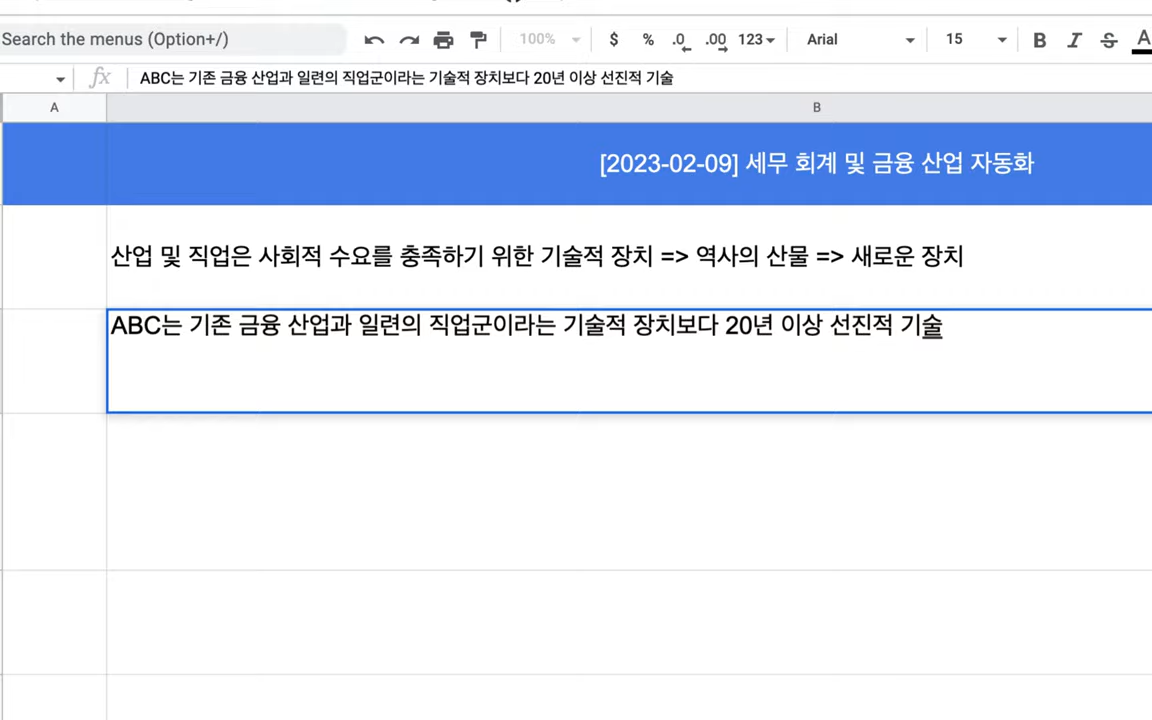 Search the menus (Option+/)
100%
$ % .0 .00 123 Arial 15 B I S A
fx ABC는 기존 금융 산업과 일련의 직업군이라는 기술적 장치보다 20년 이상 선진적 기술
A B
[2023-02-09] 세무 회계 및 금융 산업 자동화
산업 및 직업은 사회적 수요를 충족하기 위한 기술적 장치 => 역사의 산물 => 새로운 장치
ABC는 기존 금융 산업과 일련의 직업군이라는 기술적 장치보다 20년 이상 선진적 기술